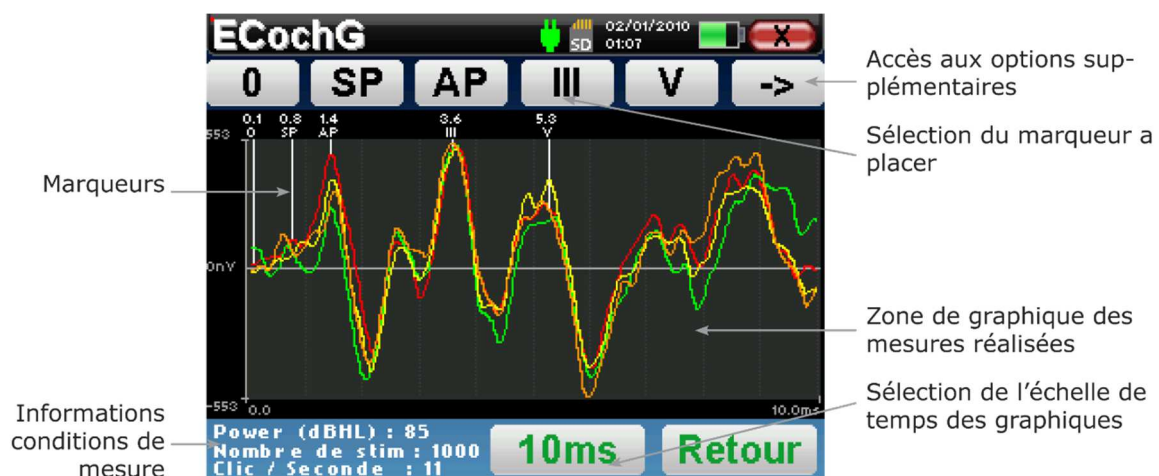 ECochG
SD
02/01/2010
01:07
X
0 SP AP III V ->
0.1 0.8 1.4 3.6 5.3
0 SP AP III V
553
0nV
-553
0.0
10.0ms
Power (dBHL) : 85
Nombre de stim : 1000
Clic / Seconde : 11
10ms
Retour
Marqueurs
Informations
conditions de
mesure
Accès aux options sup-
plémentaires
Sélection du marqueur a
placer
Zone de graphique des
mesures réalisées
Sélection de l’échelle de
temps des graphiques